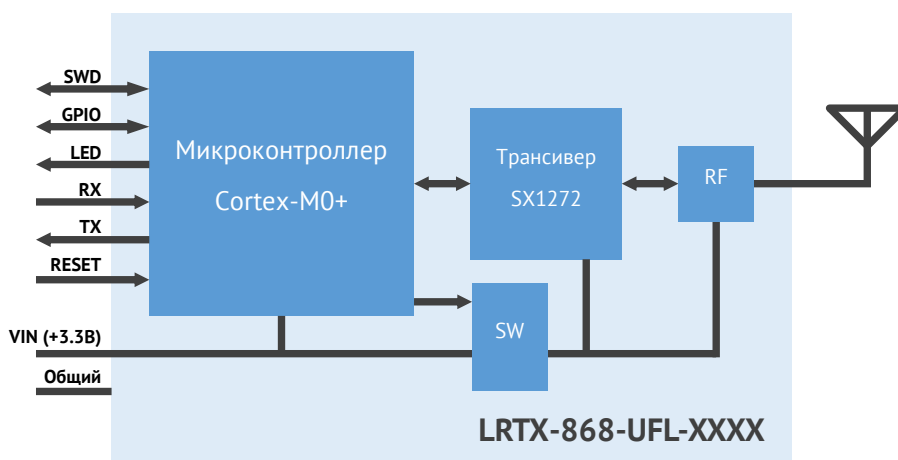 SWD
GPIO
LED
RX
TX
RESET
VIN (+3.3В)
Общий
Микроконтроллер
Cortex-M0+
Трансивер
SX1272
RF
SW
LRTX-868-UFL-XXXX